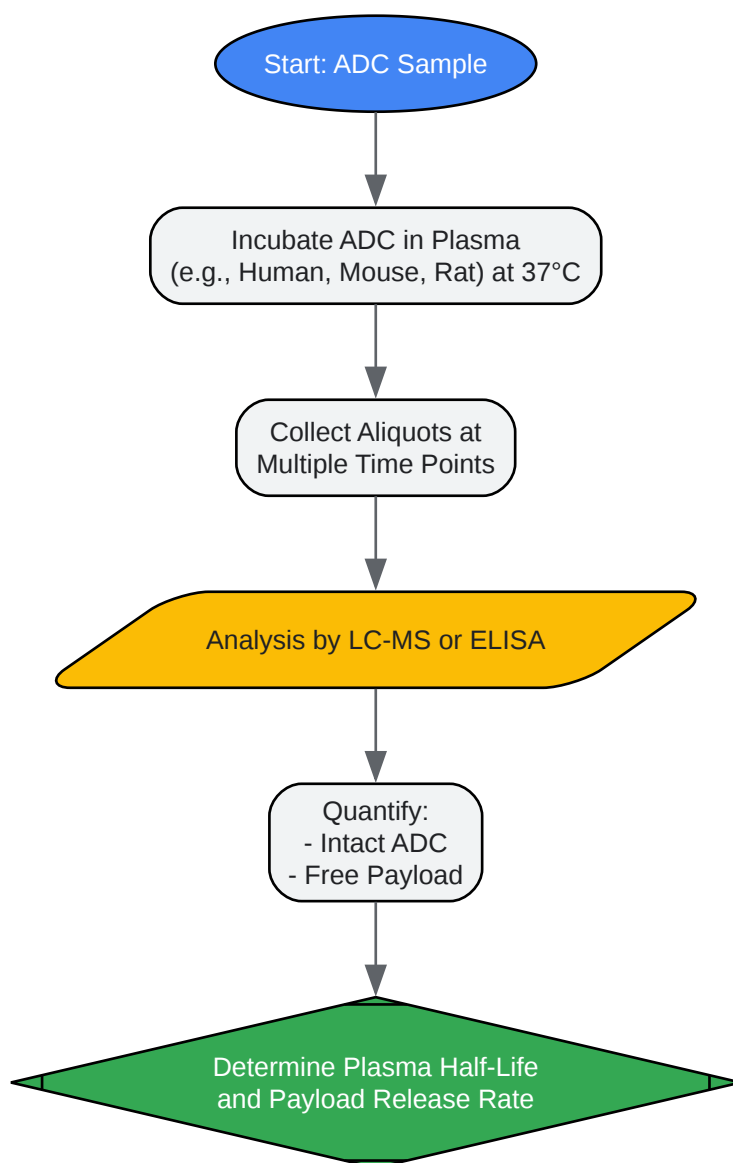 Start: ADC Sample
Incubate ADC in Plasma
(e.g., Human, Mouse, Rat) at 37°C
Collect Aliquots at
Multiple Time Points
Analysis by LC-MS or ELISA
Quantify:
- Intact ADC
- Free Payload
Determine Plasma Half-Life
and Payload Release Rate